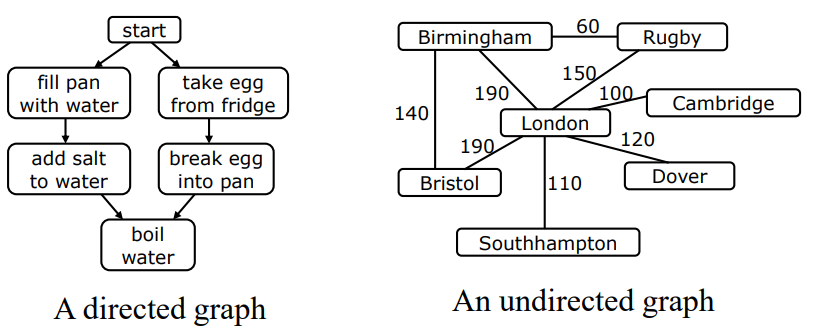 start
fill pan
with water
take egg
from fridge
add salt
to water
break egg
into pan
boil
water
A directed graph
Birmingham
60
Rugby
150
190
100
Cambridge
140
London
190
120
Bristol
110
Dover
Southhampton
An undirected graph